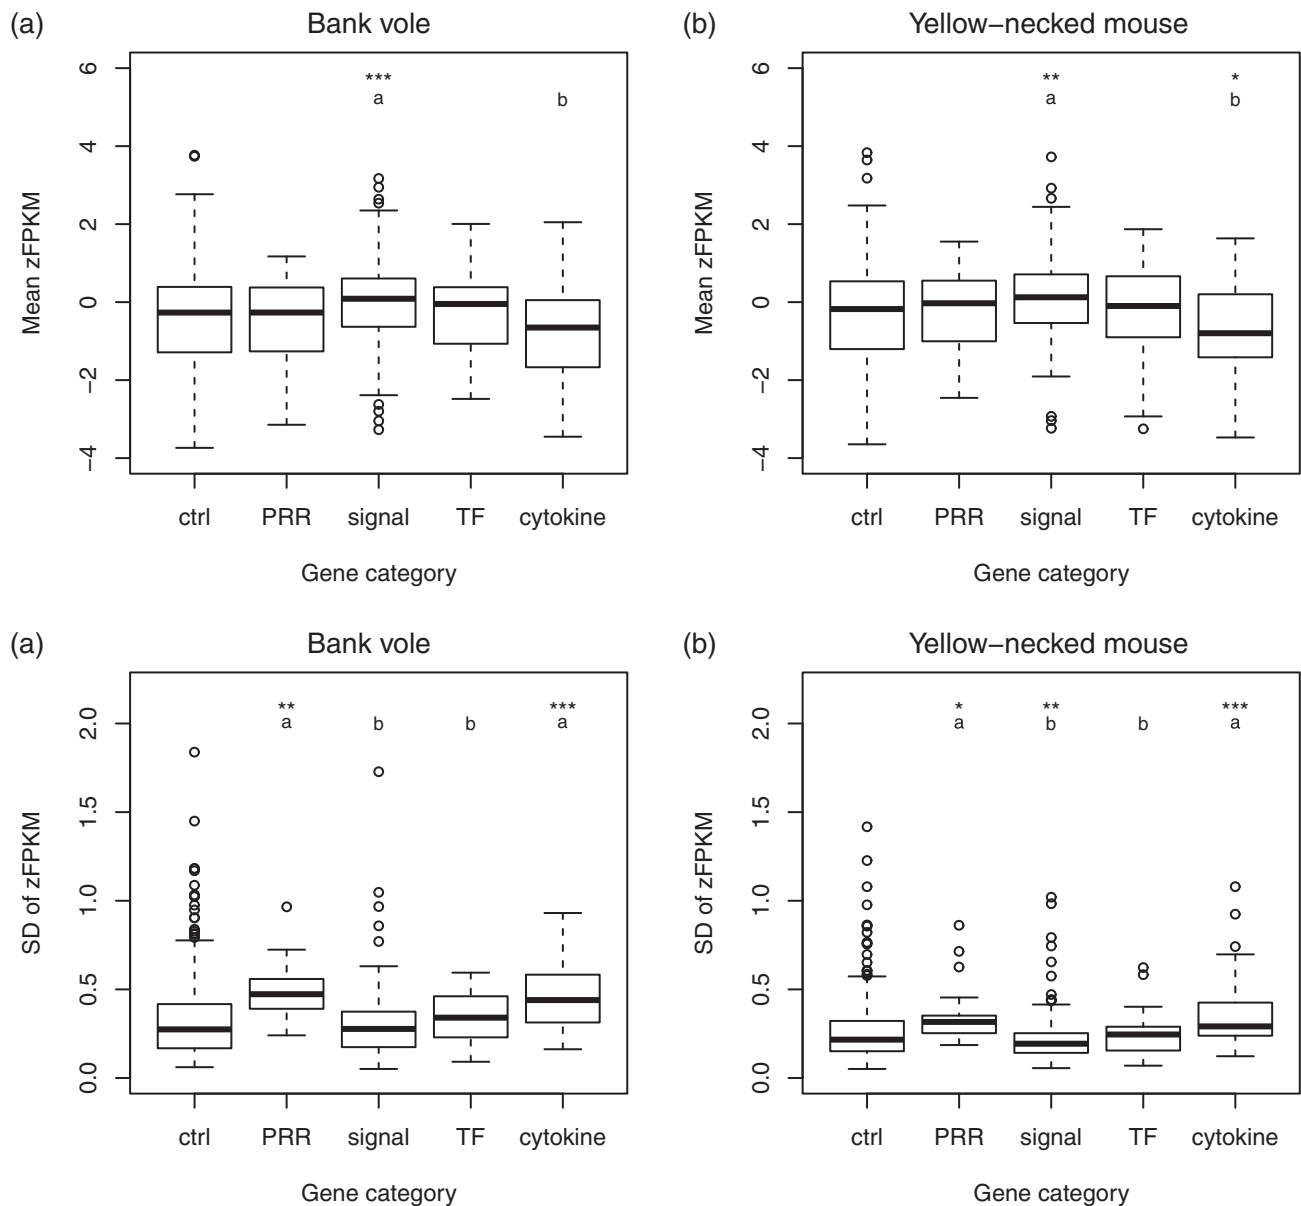 (a) Bank vole
(b) Yellow–necked mouse
Mean zFPKM
6
4
2
0
−2
−4
***
a
b
ctrl PRR signal TF cytokine
Gene category
Mean zFPKM
6
4
2
0
−2
−4
** *
a b
ctrl PRR signal TF cytokine
Gene category
(a) Bank vole
(b) Yellow–necked mouse
SD of zFPKM
2.0
1.5
1.0
0.5
0.0
** ***
a b b a
ctrl PRR signal TF cytokine
Gene category
SD of zFPKM
2.0
1.5
1.0
0.5
0.0
* ** ***
a b b a
ctrl PRR signal TF cytokine
Gene category